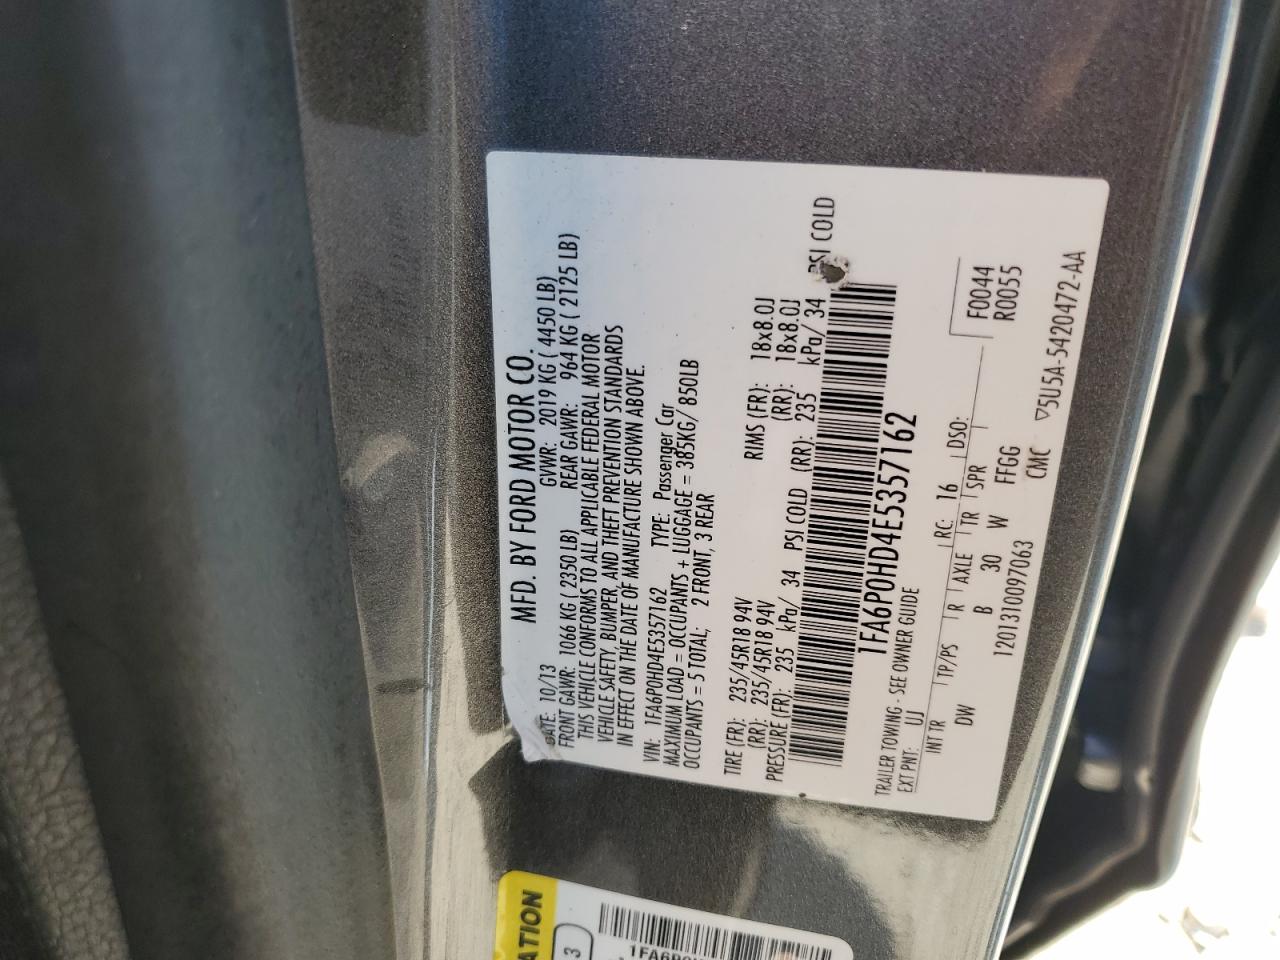 MFD. BY FORD MOTOR CO.
DATE: 10/13 GVWR: 2019 KG ( 4450 LB)
FRONT GAWR: 1066 KG ( 2350 LB) REAR GAWR: 964 KG ( 2125 LB)
THIS VEHICLE CONFORMS TO ALL APPLICABLE FEDERAL MOTOR
VEHICLE SAFETY, BUMPER, AND THEFT PREVENTION STANDARDS
IN EFFECT ON THE DATE OF MANUFACTURE SHOWN ABOVE.
VIN: 1FA6P0HD4E5357162 TYPE: Passenger Car
MAXIMUM LOAD = OCCUPANTS + LUGGAGE = 385KG/ 850LB
OCCUPANTS = 5 TOTAL; 2 FRONT, 3 REAR
TIRE (FR): 235/45R18 94V RIMS (FR): 18x8.0J
(RR): 235/45R18 94V (RR): 18x8.0J
PRESSURE (FR): 235 kPa/ 34 PSI COLD (RR): 235 kPa/ 34 PSI COLD
1FA6P0HD4E5357162
TRAILER TOWING - SEE OWNER GUIDE
EXT PNT: UJ RC: 16 DSO: F0044
INT TR TP/PS R AXLE TR SPR R0055
DW B 30 W FFGG
1201310097063 CMC ▽5U5A-5420472-AA
ATION
3